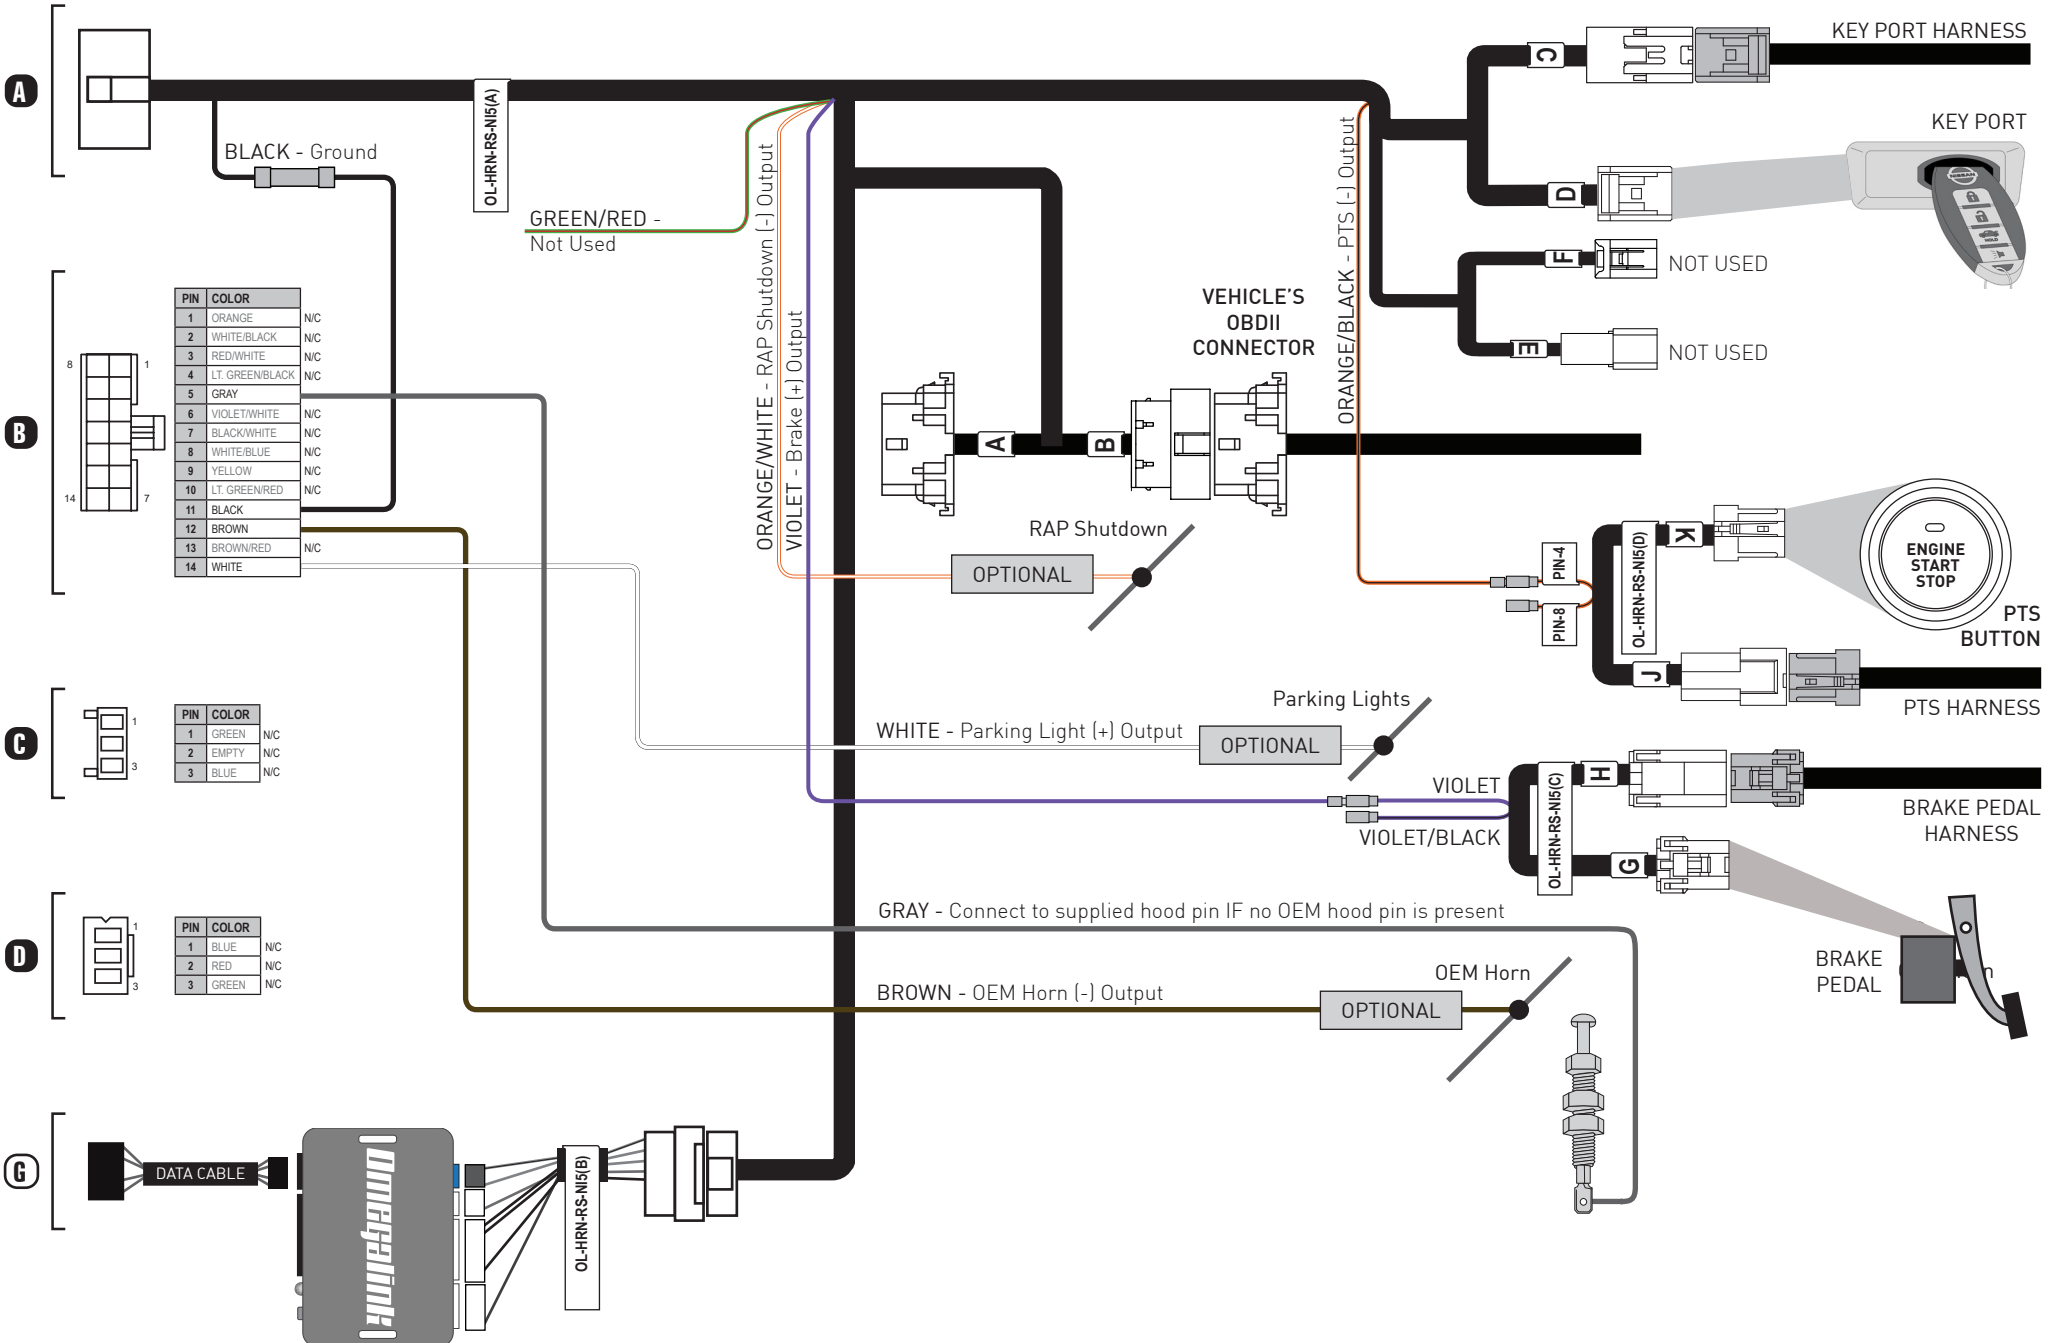 A
BLACK - Ground
OL-HRN-RS-NI5(A)
GREEN/RED -
Not Used
ORANGE/WHITE - RAP Shutdown (-) Output
VIOLET - Brake (+) Output
ORANGE/BLACK - PTS (-) Output
C
KEY PORT HARNESS
KEY PORT
D
NISSAN
HOLD
F
NOT USED
E
NOT USED
VEHICLE'S
OBDII
CONNECTOR
A
B
B
8
1
14
7
PIN COLOR
1 ORANGE N/C
2 WHITE/BLACK N/C
3 RED/WHITE N/C
4 LT. GREEN/BLACK N/C
5 GRAY
6 VIOLET/WHITE N/C
7 BLACK/WHITE N/C
8 WHITE/BLUE N/C
9 YELLOW N/C
10 LT. GREEN/RED N/C
11 BLACK
12 BROWN
13 BROWN/RED N/C
14 WHITE
RAP Shutdown
OPTIONAL
PIN-4
PIN-8
OL-HRN-RS-NI5(D)
K
J
ENGINE
START
STOP
PTS
BUTTON
PTS HARNESS
C
1
3
PIN COLOR
1 GREEN N/C
2 EMPTY N/C
3 BLUE N/C
Parking Lights
WHITE - Parking Light (+) Output
OPTIONAL
VIOLET
VIOLET/BLACK
OL-HRN-RS-NI5(C)
H
G
BRAKE PEDAL
HARNESS
D
1
3
PIN COLOR
1 BLUE N/C
2 RED N/C
3 GREEN N/C
GRAY - Connect to supplied hood pin IF no OEM hood pin is present
BROWN - OEM Horn (-) Output
OPTIONAL
OEM Horn
BRAKE
PEDAL
G
DATA CABLE
Omegalink
OL-HRN-RS-NI5(B)